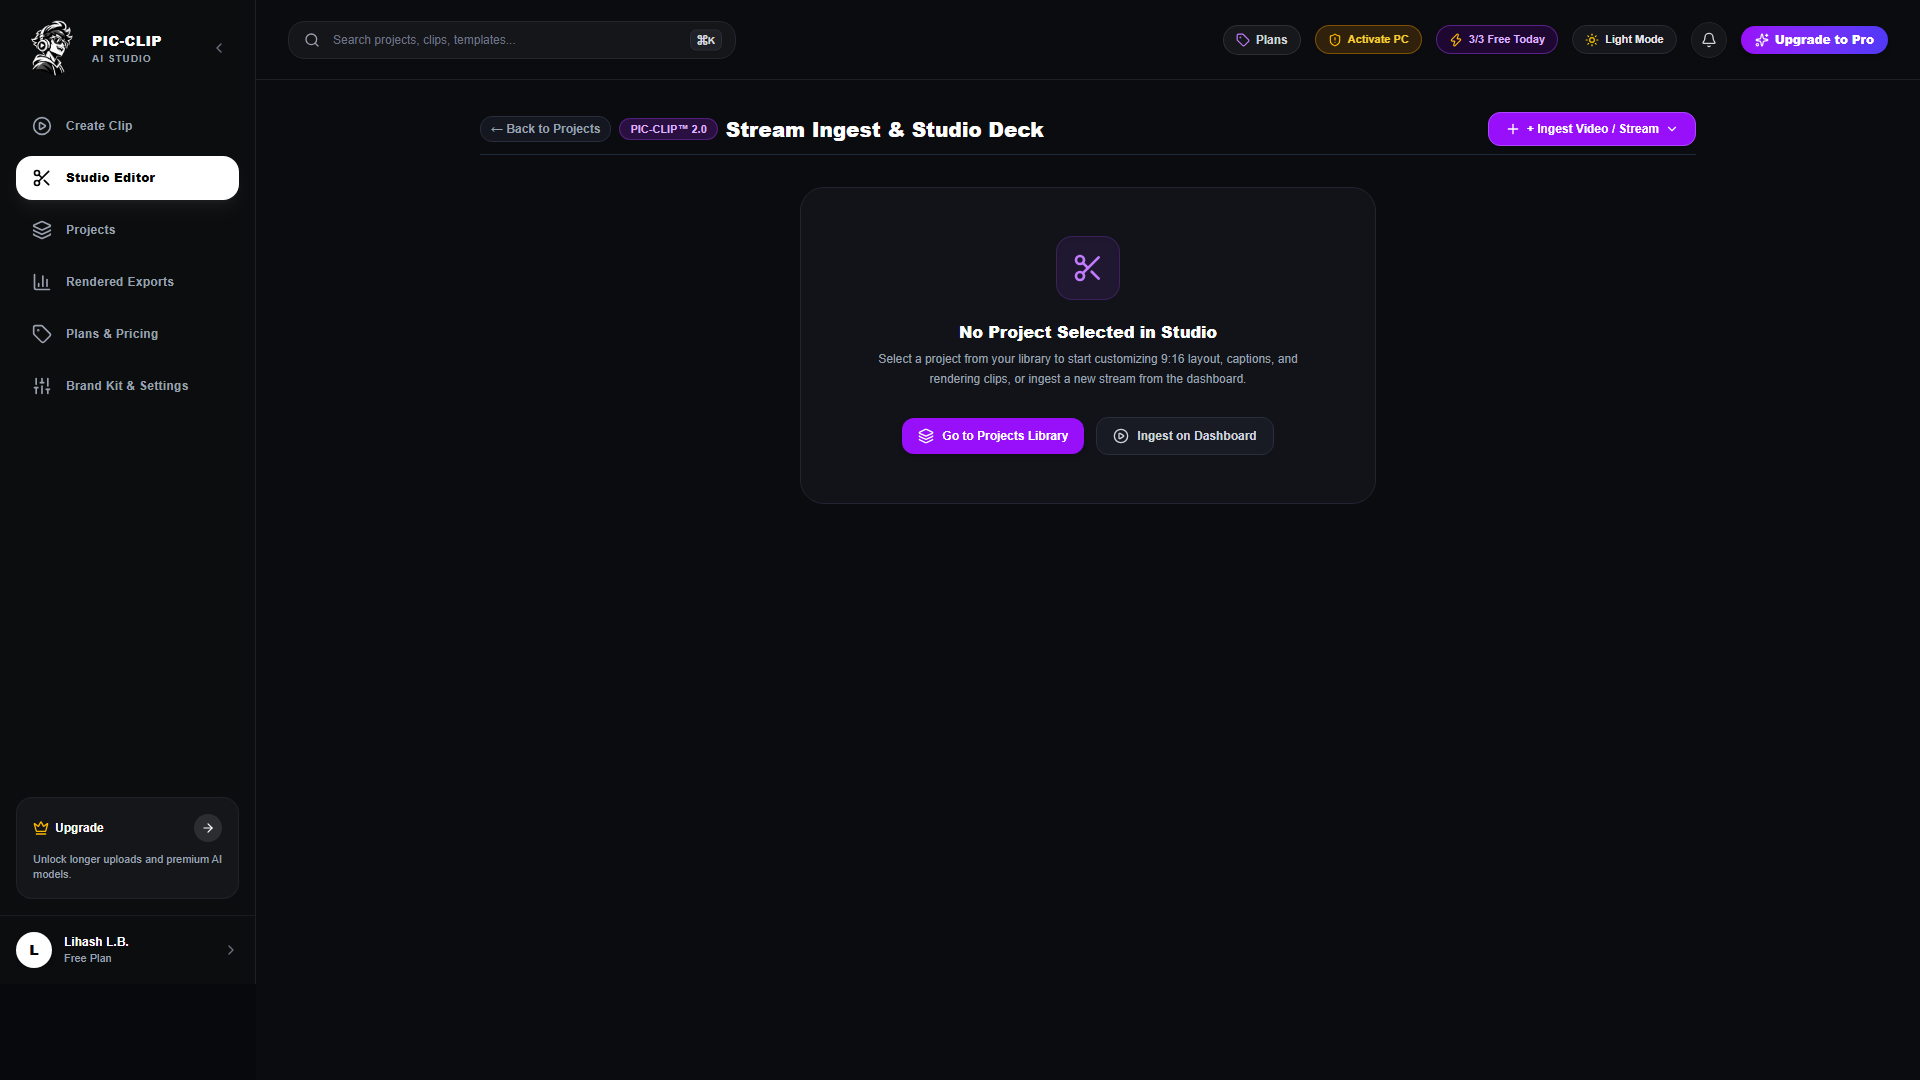 PIC-CLIP
AI STUDIO
Search projects, clips, templates...
⌘K
Plans
Activate PC
3/3 Free Today
Light Mode
Upgrade to Pro
Create Clip
Studio Editor
Projects
Rendered Exports
Plans & Pricing
Brand Kit & Settings
← Back to Projects
PIC-CLIP™ 2.0
Stream Ingest & Studio Deck
+ Ingest Video / Stream
No Project Selected in Studio
Select a project from your library to start customizing 9:16 layout, captions, and
rendering clips, or ingest a new stream from the dashboard.
Go to Projects Library
Ingest on Dashboard
Upgrade
Unlock longer uploads and premium AI
models.
L
Lihash L.B.
Free Plan